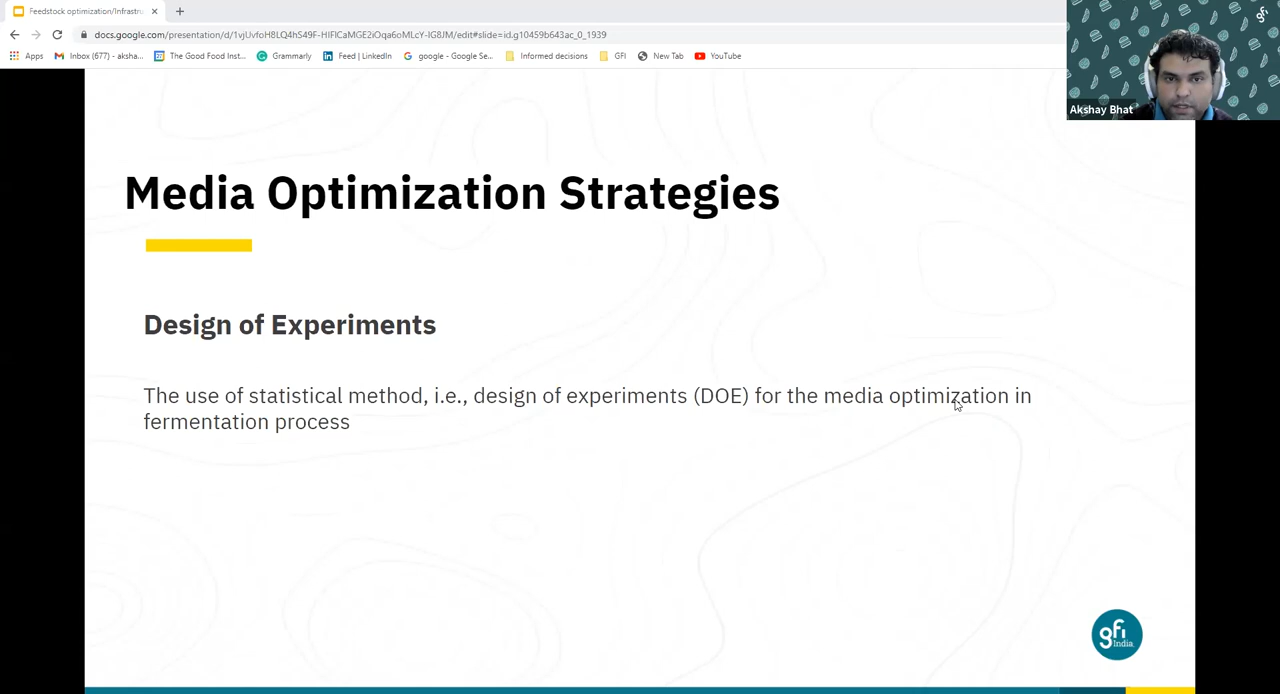 Feedstock optimization/Infrastru
docs.google.com/presentation/d/1vjUvfoH8LQ4hS49F-HIFlCaMGE2iOqa6oMLcY-IG8JM/edit#slide=id.g10459b643ac_0_1939
Apps Inbox (677) - aksha... The Good Food Inst... Grammarly Feed | LinkedIn google - Google Se... Informed decisions GFI New Tab YouTube
gfi
Akshay Bhat
Media Optimization Strategies
Design of Experiments
The use of statistical method, i.e., design of experiments (DOE) for the media optimization in
fermentation process
gfi
India.